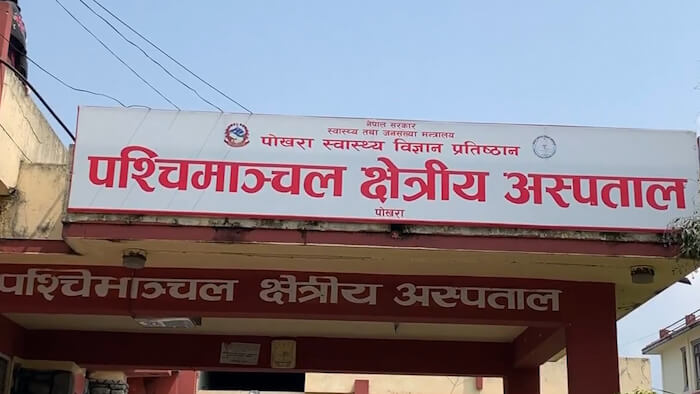 नेपाल सरकार
स्वास्थ्य तथा जनसंख्या मन्त्रालय
पोखरा स्वास्थ्य विज्ञान प्रतिष्ठान
पश्चिमाञ्चल क्षेत्रीय अस्पताल
पोखरा
पश्चिमाञ्चल क्षेत्रीय अस्पताल